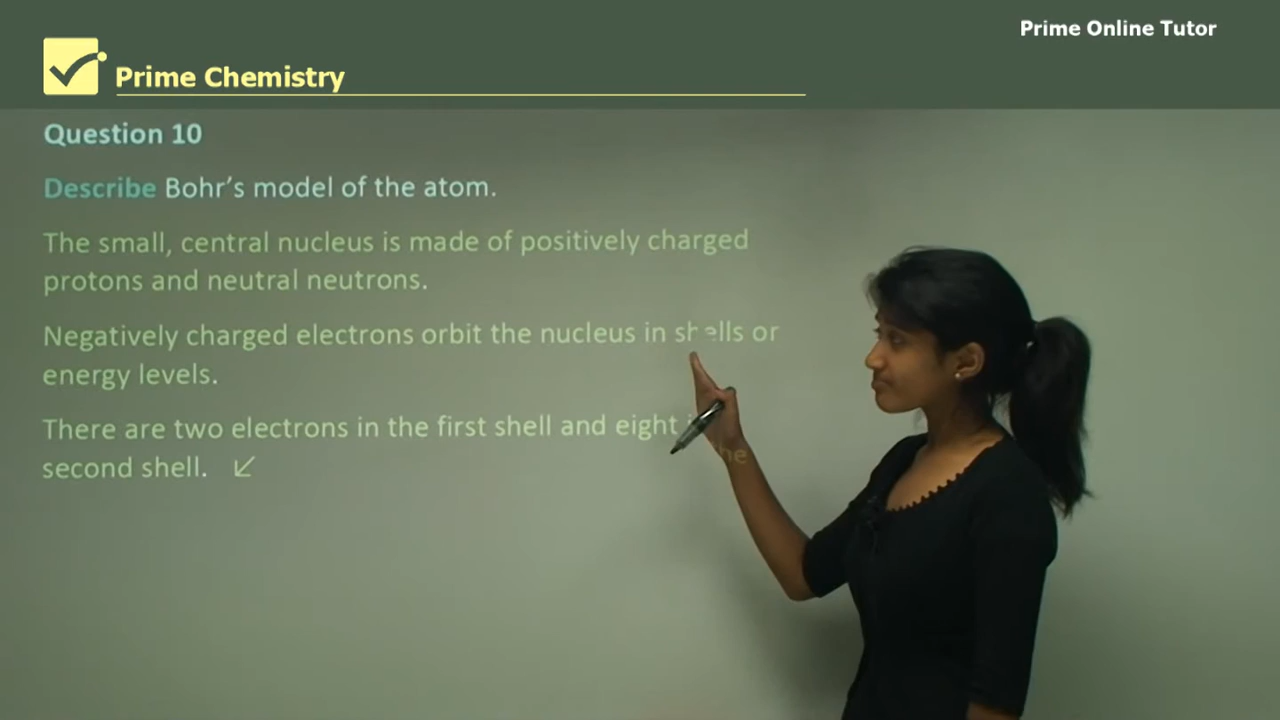 Prime Online Tutor
Prime Chemistry
Question 10
Describe Bohr’s model of the atom.
The small, central nucleus is made of positively charged
protons and neutral neutrons.
Negatively charged electrons orbit the nucleus in shells or
energy levels.
There are two electrons in the first shell and eight the
second shell.